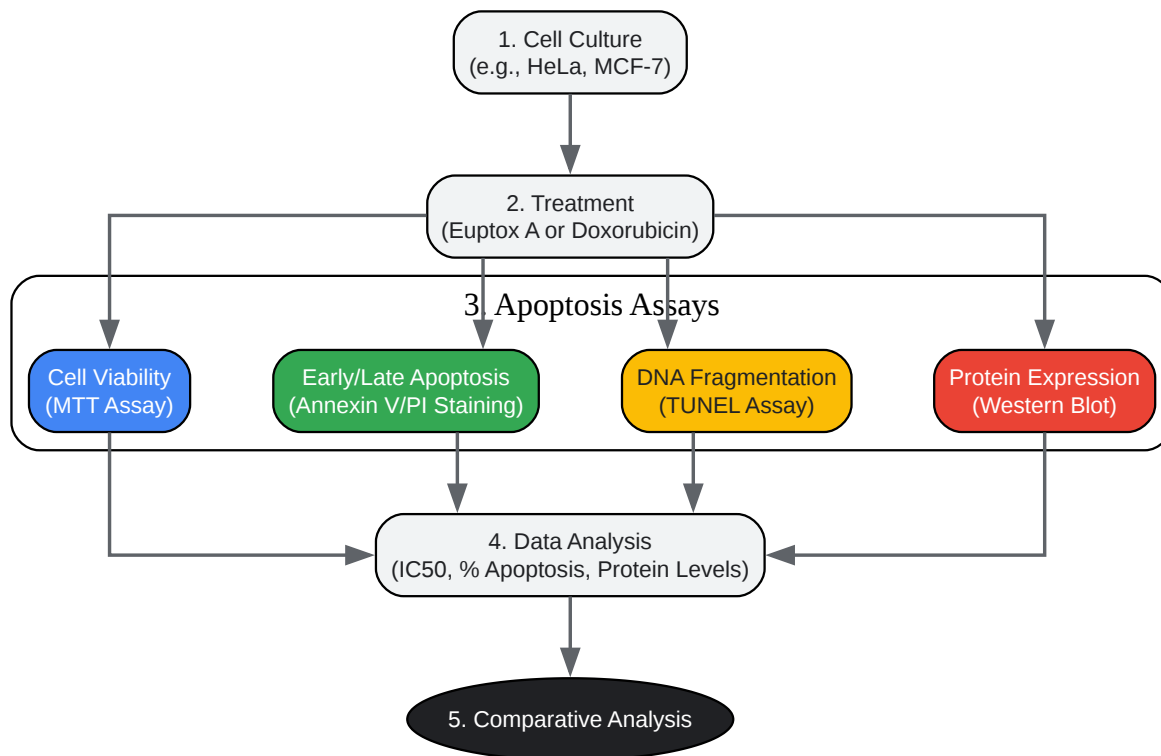 1. Cell Culture
(e.g., HeLa, MCF-7)
2. Treatment
(Euptox A or Doxorubicin)
3. Apoptosis Assays
Cell Viability
(MTT Assay)
Early/Late Apoptosis
(Annexin V/PI Staining)
DNA Fragmentation
(TUNEL Assay)
Protein Expression
(Western Blot)
4. Data Analysis
(IC50, % Apoptosis, Protein Levels)
5. Comparative Analysis